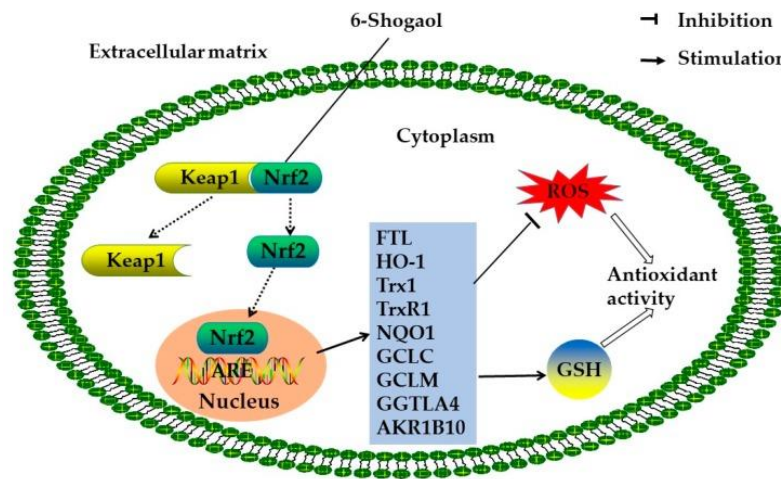 6-Shogaol
Inhibition
Extracellular matrix
Stimulation
Cytoplasm
Keap1
Nrf2
ROS
FTL
HO-1
Trx1
TrxR1
NQO1
GCLC
GCLM
GGTLA4
AKR1B10
Keap1
Nrf2
Antioxidant
activity
Nrf2
ARE
Nucleus
GSH